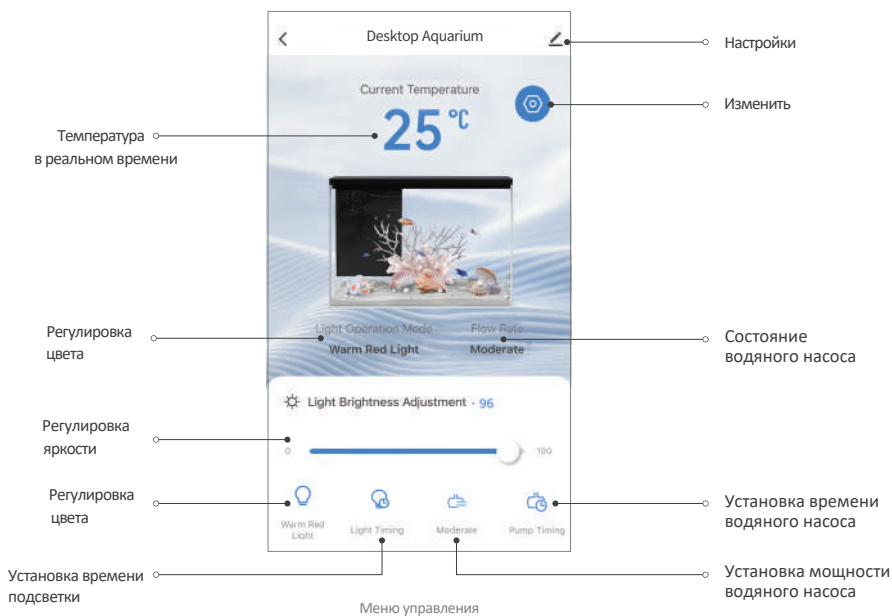 Desktop Aquarium
Настройки
Current Temperature
Изменить
25 °C
Температура
в реальном времени
Регулировка
цвета
Light Operation Mode
Flow Rate
Warm Red Light
Moderate
Состояние
водяного насоса
Light Brightness Adjustment · 96
Регулировка
яркости
0
100
Регулировка
цвета
Warm Red
Light
Light Timing
Moderate
Pump Timing
Установка времени
водяного насоса
Установка времени
подсветки
Установка мощности
водяного насоса
Меню управления